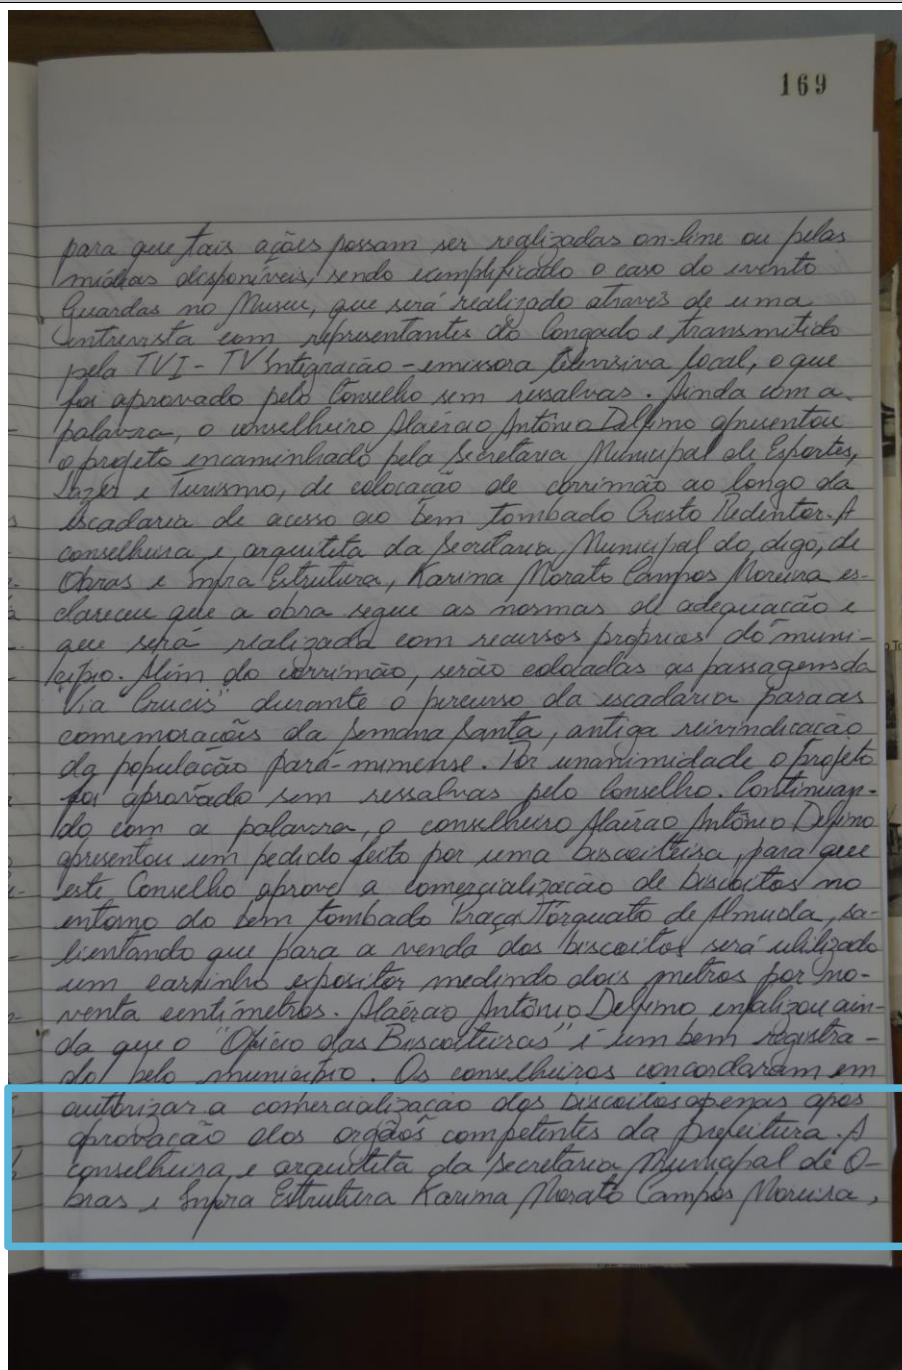 169
para que tais ações possam ser realizadas on-line ou pelas
mídias disponíveis, sendo exemplificado o caso do evento
Guardas no Museu, que será realizado através de uma
entrevista com representantes do Congado e transmitido
pela TVI - TV Integração - emissora televisiva local, o que
foi aprovado pelo Conselho sem ressalvas. Ainda com a
palavra, o conselheiro Alaércio Antônio Delfino apresentou
o projeto encaminhado pela Secretaria Municipal de Esportes,
Lazer e Turismo, de colocação de corrimão ao longo da
escadaria de acesso ao bem tombado Cristo Redentor. A
conselheira e arquiteta da Secretaria Municipal do, digo, de
Obras e Infra Estrutura, Karina Morato Campos Moreira es-
clareceu que a obra segue as normas de adequação e
que será realizada com recursos próprios do muni-
cípio. Além do corrimão, serão colocadas as passagens da
"Via Crucis" durante o percurso da escadaria para as
comemorações da Semana Santa, antiga reivindicação
da população pará-minense. Por unanimidade o projeto
foi aprovado sem ressalvas pelo Conselho. Continuan-
do com a palavra, o conselheiro Alaércio Antônio Delfino
apresentou um pedido feito por uma biscoiteira, para que
este Conselho aprove a comercialização de biscoitos no
entorno do bem tombado Praça Torquato de Almeida, sa-
lientando que para a venda dos biscoitos será utilizado
um carrinho expositor medindo dois metros por no-
venta centímetros. Alaércio Antônio Delfino enfatizou ain-
da que o "Ofício das Biscoiteiras" é um bem registra-
do pelo município. Os conselheiros concordaram em
autorizar a comercialização dos biscoitos apenas após
aprovação dos orgãos competentes da prefeitura. A
conselheira e arquiteta da Secretaria Municipal de O-
bras e Infra Estrutura Karina Morato Campos Moreira,